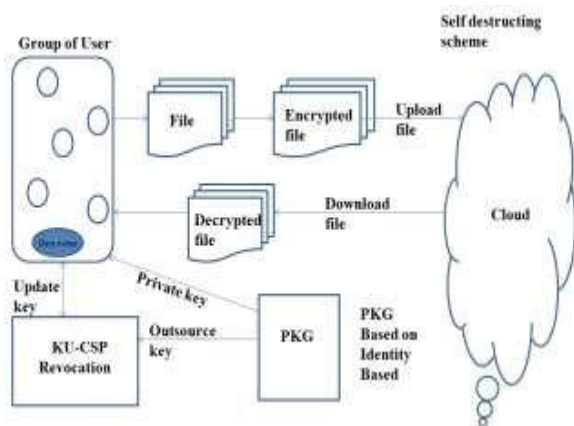 Self destructing
scheme
Group of User
File
Encrypted
file
Upload
file
Decrypted
file
Download
file
Cloud
Update
key
Private key
KU-CSP
Revocation
Outsource
key
PKG
PKG
Based on
Identity
Based